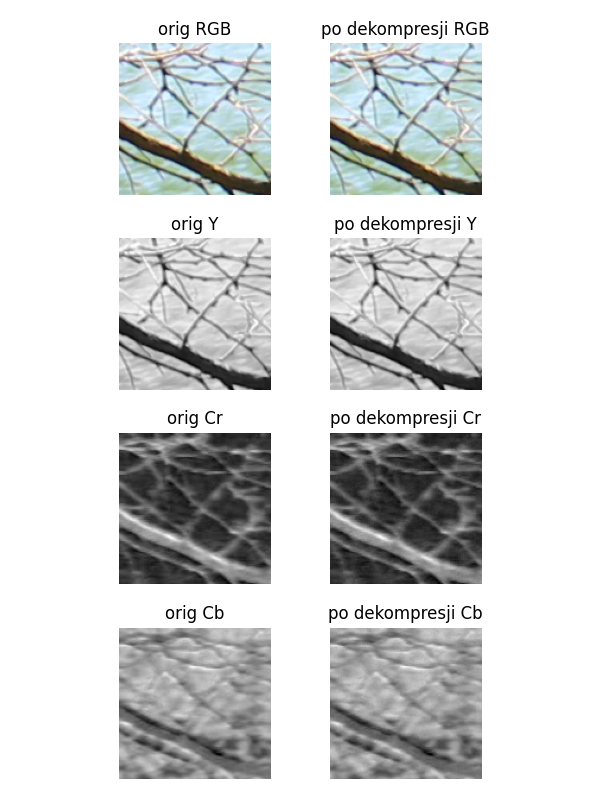 orig RGB
po dekompresji RGB
orig Y
po dekompresji Y
orig Cr
po dekompresji Cr
orig Cb
po dekompresji Cb